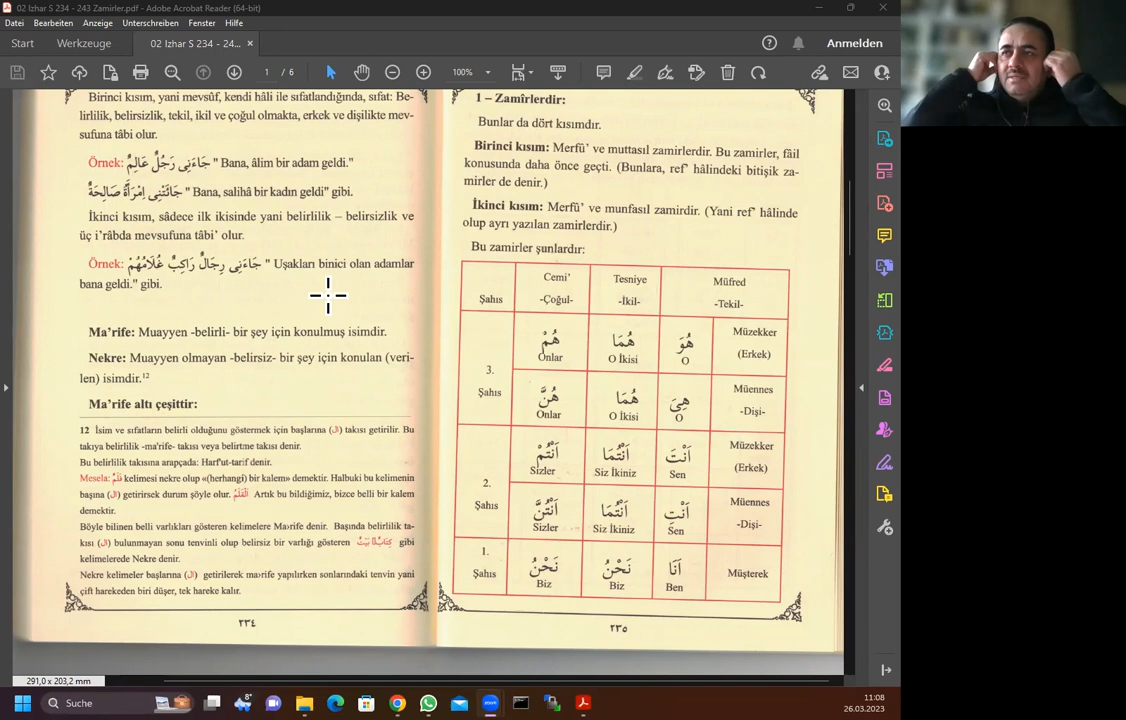 02 Izhar S 234 - 243 Zamirler.pdf - Adobe Acrobat Reader (64-bit)
Datei Bearbeiten Anzeige Unterschreiben Fenster Hilfe
Start Werkzeuge 02 Izhar S 234 - 24... × Anmelden
1 / 6 100%
Birinci kısım, yani mevsûf, kendi hâli ile sıfatlandığında, sıfat: Be-
lirlilik, belirsizlik, tekil, ikil ve çoğul olmakta, erkek ve dişilikte mev-
sufuna tâbi olur.
Örnek: جَاءَنِى رَجُلٌ عَالِمٌ " Bana, âlim bir adam geldi."
جَائَتْنِى اِمْرَأَةٌ صَالِحَةٌ " Bana, salihâ bir kadın geldi" gibi.
İkinci kısım, sâdece ilk ikisinde yani belirlilik – belirsizlik ve
üç i'râbda mevsufuna tâbi' olur.
Örnek: جَاءَنِى رِجَالٌ رَاكِبٌ غُلَامُهُمْ " Uşakları binici olan adamlar
bana geldi." gibi.
Ma'rife: Muayyen -belirli- bir şey için konulmuş isimdir.
Nekre: Muayyen olmayan -belirsiz- bir şey için konulan (veri-
len) isimdir.12
Ma'rife altı çeşittir:
12 İsim ve sıfatların belirli olduğunu göstermek için başlarına (ال) takısı getirilir. Bu
takıya belirlilik -ma'rife- takısı veya belirtme takısı denir.
Bu belirlilik takısına arapçada: Harf'ut-tarif denir.
Mesela: قَلَمٌ kelimesi nekre olup «(herhangi) bir kalem» demektir. Halbuki bu kelimenin
başına (ال) getirirsek durum şöyle olur. اَلْقَلَمُ Artık bu bildiğimiz, bizce belli bir kalem
demektir.
Böyle bilinen belli varlıkları gösteren kelimelere Ma›rife denir. Başında belirlilik ta-
kısı (ال) bulunmayan sonu tenvinli olup belirsiz bir varlığı gösteren كِتَابٌ بَيْتٌ gibi
kelimelerede Nekre denir.
Nekre kelimeler başlarına (ال) getirilerek ma›rife yapılırken sonlarındaki tenvin yani
çift harekeden biri düşer, tek hareke kalır.
٢٣٤
1 – Zamîrlerdir:
Bunlar da dört kısımdır.
Birinci kısım: Merfû' ve muttasıl zamirlerdir. Bu zamirler, fâil
konusunda daha önce geçti. (Bunlara, ref' hâlindeki bitişik za-
mirler de denir.)
İkinci kısım: Merfû' ve munfasıl zamirdir. (Yani ref' hâlinde
olup ayrı yazılan zamirlerdir.)
Bu zamirler şunlardır:
Şahıs Cemi' -Çoğul- Tesniye -İkil- Müfred -Tekil-
3. Şahıs هُمْ Onlar هُمَا O İkisi هُوَ O Müzekker (Erkek)
هُنَّ Onlar هُمَا O İkisi هِىَ O Müennes -Dişi-
2. Şahıs اَنْتُمْ Sizler اَنْتُمَا Siz İkiniz اَنْتَ Sen Müzekker (Erkek)
اَنْتُنَّ Sizler اَنْتُمَا Siz İkiniz اَنْتِ Sen Müennes -Dişi-
1. Şahıs نَحْنُ Biz نَحْنُ Biz اَنَا Ben Müşterek
٢٣٥
291,0 x 203,2 mm
Suche
8°
zoom
11:08
26.03.2023